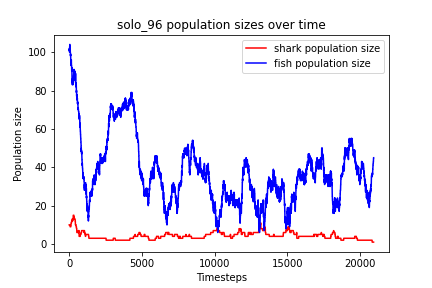 solo_96 population sizes over time
shark population size
fish population size
Population size
100
80
60
40
20
0
0
5000
10000
15000
20000
Timesteps